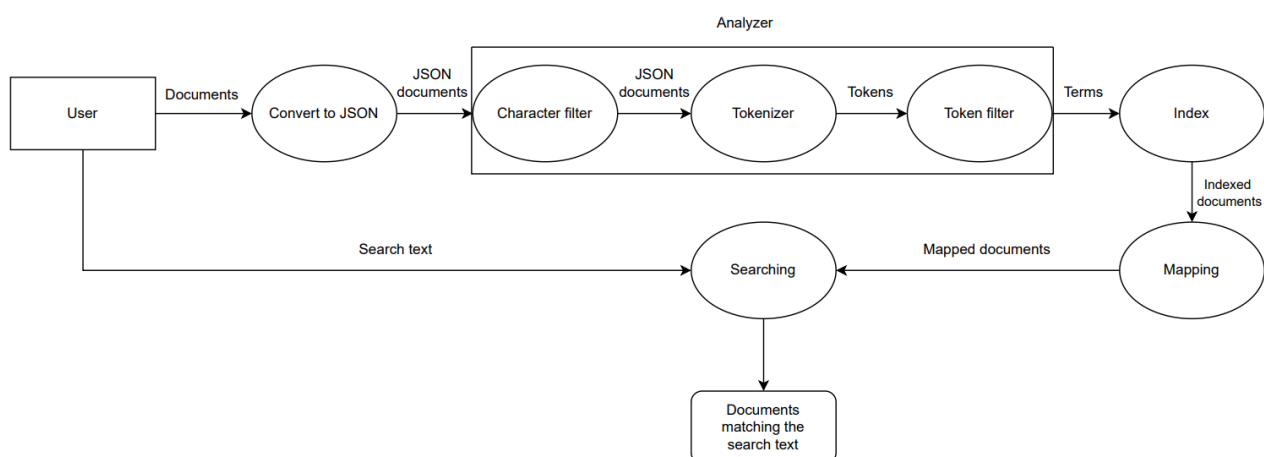 Analyzer
User
Documents
Convert to JSON
JSON
documents
Character filter
JSON
documents
Tokenizer
Tokens
Token filter
Terms
Index
Indexed
documents
Search text
Searching
Mapped documents
Mapping
Documents
matching the
search text